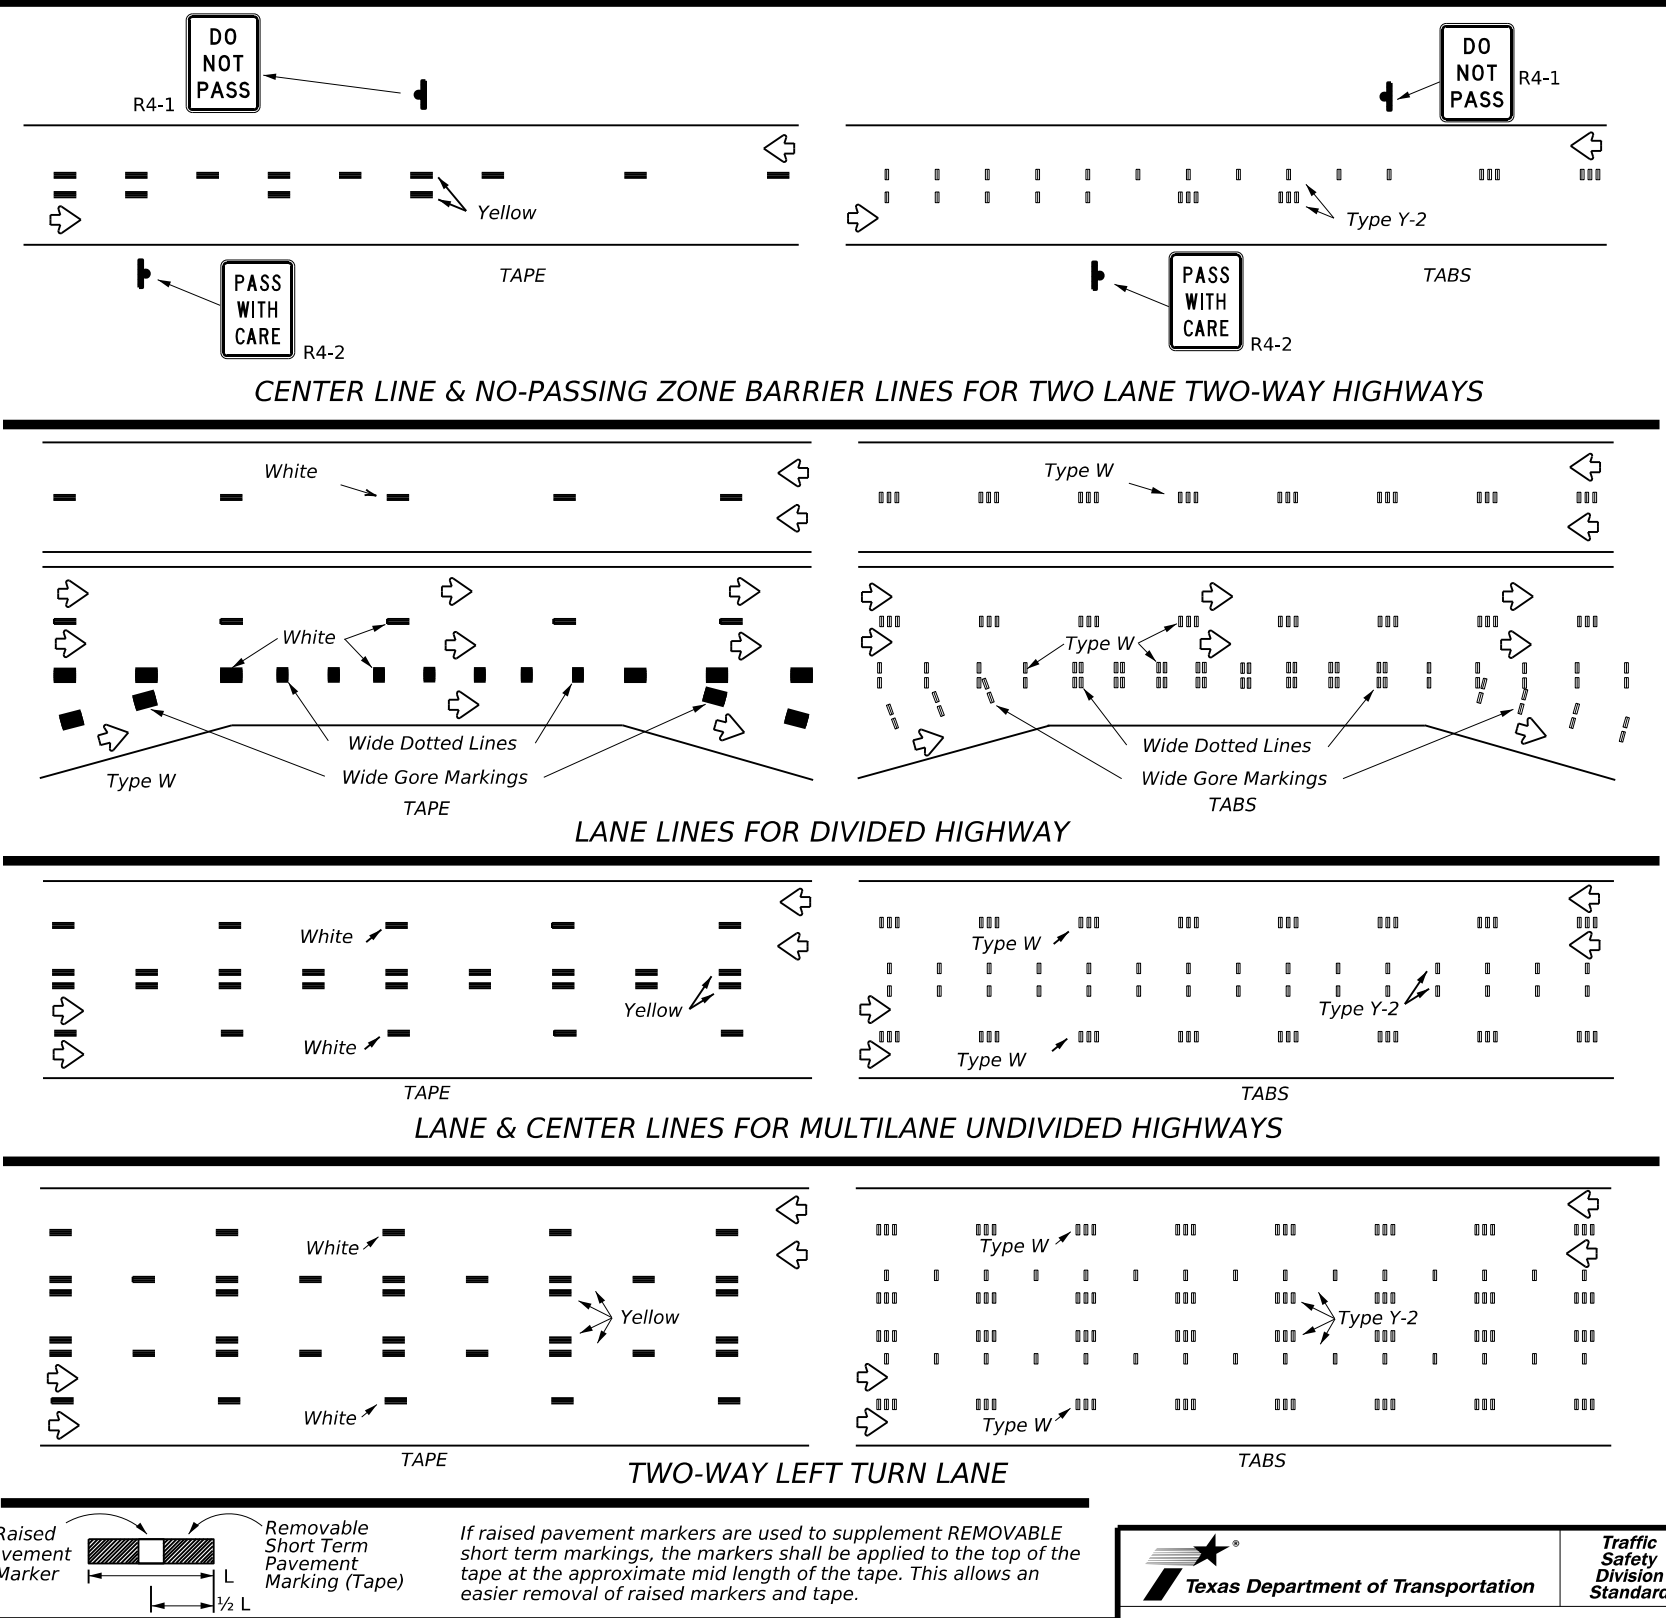 DO
NOT
PASS
R4-1
DO
NOT
PASS
R4-1
Yellow
Type Y-2
PASS
WITH
CARE
R4-2
TAPE
PASS
WITH
CARE
R4-2
TABS
CENTER LINE & NO-PASSING ZONE BARRIER LINES FOR TWO LANE TWO-WAY HIGHWAYS
White
Type W
White
Type W
Wide Dotted Lines
Wide Gore Markings
Type W
TAPE
Wide Dotted Lines
Wide Gore Markings
TABS
LANE LINES FOR DIVIDED HIGHWAY
White
Yellow
White
TAPE
Type W
Type Y-2
Type W
TABS
LANE & CENTER LINES FOR MULTILANE UNDIVIDED HIGHWAYS
White
Yellow
White
TAPE
Type W
Type Y-2
Type W
TABS
TWO-WAY LEFT TURN LANE
Raised
vement
Marker
Removable
Short Term
Pavement
Marking (Tape)
L
½ L
If raised pavement markers are used to supplement REMOVABLE
short term markings, the markers shall be applied to the top of the
tape at the approximate mid length of the tape. This allows an
easier removal of raised markers and tape.
®
Texas Department of Transportation
Traffic
Safety
Division
Standard